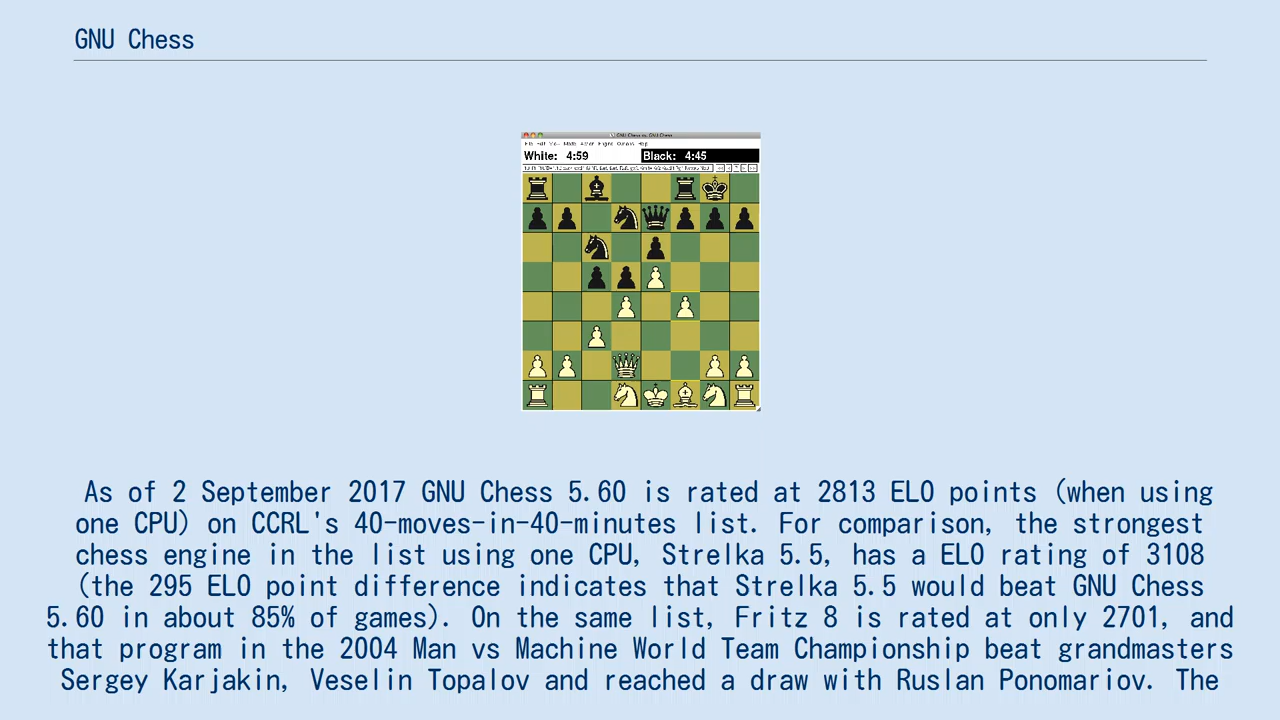 GNU Chess
GNU Chess vs. GNU Chess
White: 4:59
Black: 4:45
As of 2 September 2017 GNU Chess 5.60 is rated at 2813 ELO points (when using
one CPU) on CCRL's 40-moves-in-40-minutes list. For comparison, the strongest
chess engine in the list using one CPU, Strelka 5.5, has a ELO rating of 3108
(the 295 ELO point difference indicates that Strelka 5.5 would beat GNU Chess
5.60 in about 85% of games). On the same list, Fritz 8 is rated at only 2701, and
that program in the 2004 Man vs Machine World Team Championship beat grandmasters
Sergey Karjakin, Veselin Topalov and reached a draw with Ruslan Ponomariov. The